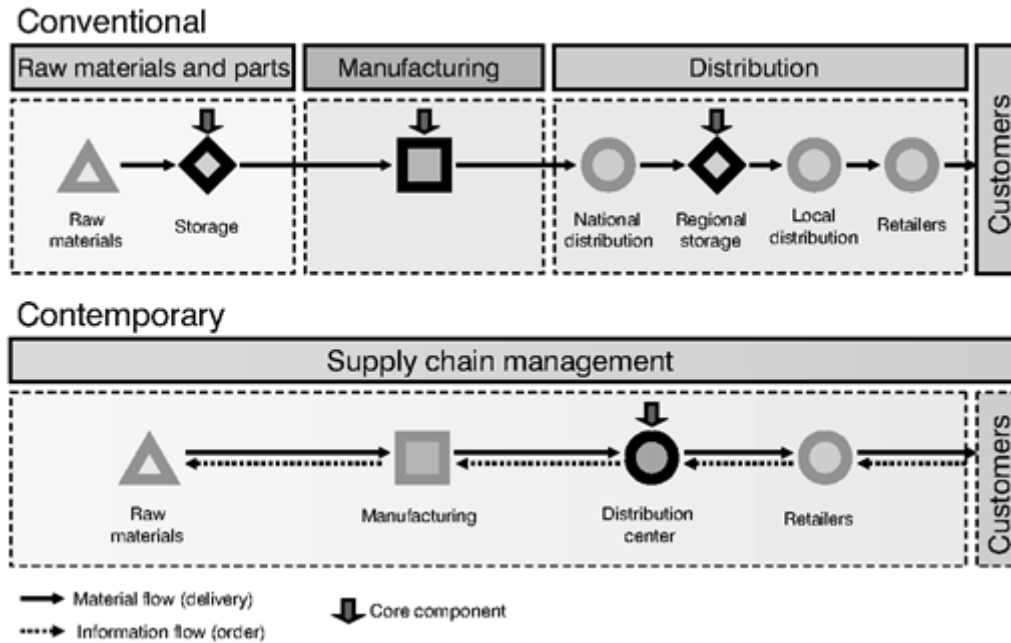 Conventional
Raw materials and parts
Manufacturing
Distribution
Customers
Raw
materials
Storage
National
distribution
Regional
storage
Local
distribution
Retailers
Contemporary
Supply chain management
Customers
Raw
materials
Manufacturing
Distribution
center
Retailers
Material flow (delivery)
Core component
Information flow (order)